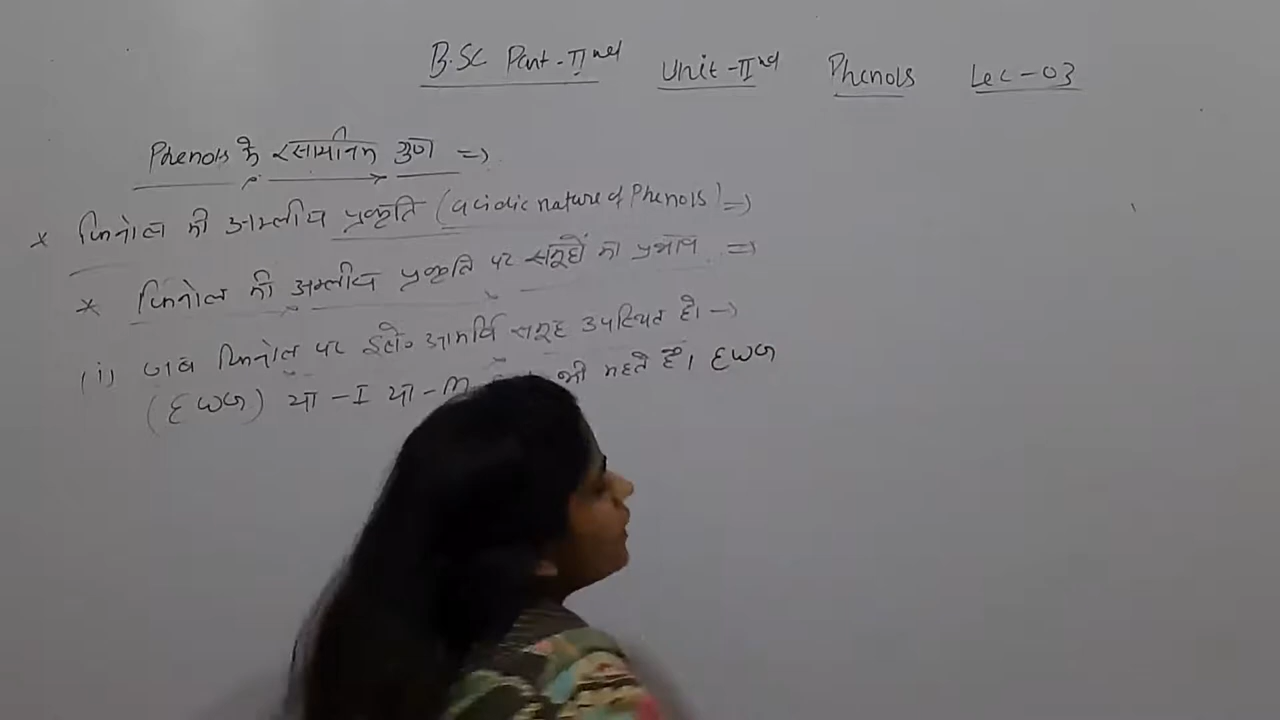 B.SC Part-IInd Unit-IInd Phenols Lec-03
Phenols के रसायनिक गुण =>
* फिनोल की अम्लीय प्रकृति (acidic nature of Phenols) =>
* फिनोल की अम्लीय प्रकृति पर समूहों का प्रभाव =>
(i) जब फिनोल पर इले० आकर्षी समूह उपस्थित हो। ->
(EWG) या -I या -M भी कहते हैं। EWG